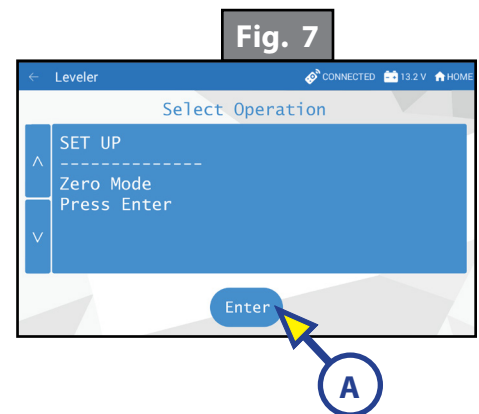 Fig. 7
← Leveler CONNECTED 13.2 V HOME
Select Operation
SET UP
--------------
Zero Mode
Press Enter
Enter
A